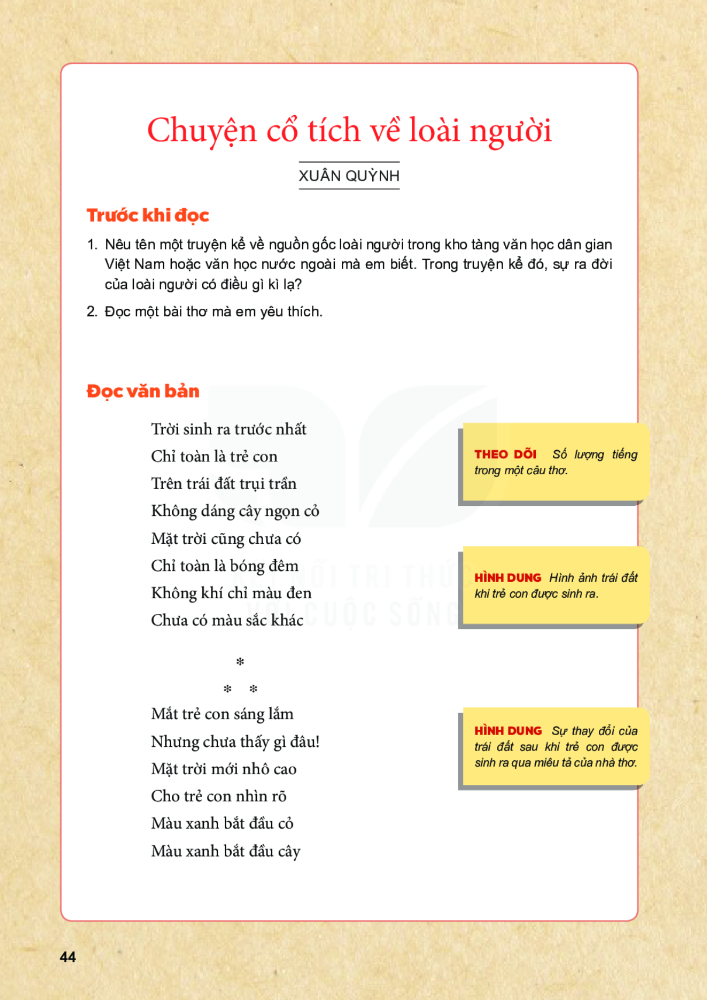 Chuyện cổ tích về loài người
XUÂN QUỲNH
Trước khi đọc
1. Nêu tên một truyện kể về nguồn gốc loài người trong kho tàng văn học dân gian
Việt Nam hoặc văn học nước ngoài mà em biết. Trong truyện kể đó, sự ra đời
của loài người có điều gì kì lạ?
2. Đọc một bài thơ mà em yêu thích.
Đọc văn bản
Trời sinh ra trước nhất
Chỉ toàn là trẻ con
Trên trái đất trụi trần
Không dáng cây ngọn cỏ
Mặt trời cũng chưa có
Chỉ toàn là bóng đêm
Không khí chỉ màu đen
Chưa có màu sắc khác
*
* *
Mắt trẻ con sáng lắm
Nhưng chưa thấy gì đâu!
Mặt trời mới nhô cao
Cho trẻ con nhìn rõ
Màu xanh bắt đầu cỏ
Màu xanh bắt đầu cây
THEO DÕI Số lượng tiếng
trong một câu thơ.
HÌNH DUNG Hình ảnh trái đất
khi trẻ con được sinh ra.
HÌNH DUNG Sự thay đổi của
trái đất sau khi trẻ con được
sinh ra qua miêu tả của nhà thơ.
KẾT NỐI TRI THỨC
VỚI CUỘC SỐNG
44